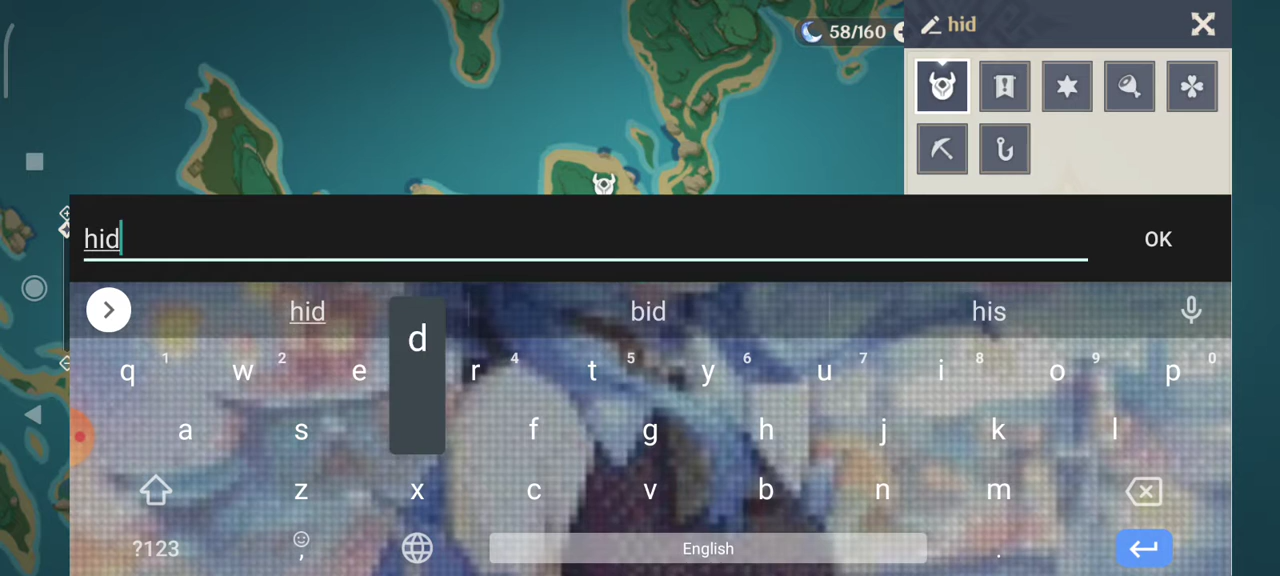 58/160
hid
hid
OK
hid bid his
d
q 1 w 2 e r 4 t 5 y 6 u 7 i 8 o 9 p 0
a s f g h j k l
z x c v b n m
?123 , English .